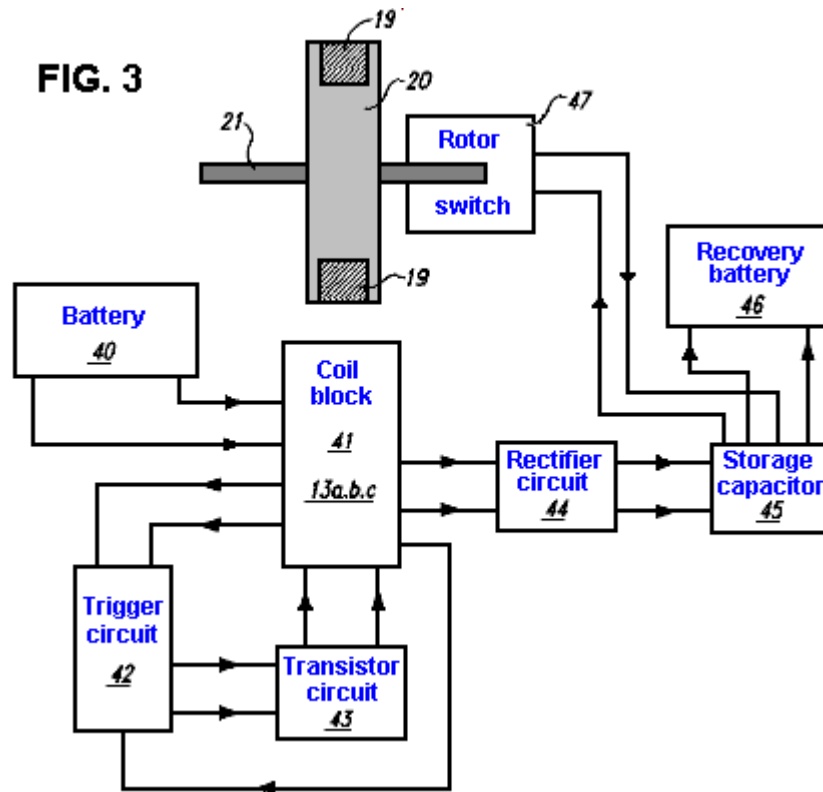 FIG. 3
19
20
21
47
Rotor
switch
19
Recovery
battery
46
Battery
40
Coil
block
41
13a.b.c
Rectifier
circuit
44
Storage
capacitor
45
Trigger
circuit
42
Transistor
circuit
43